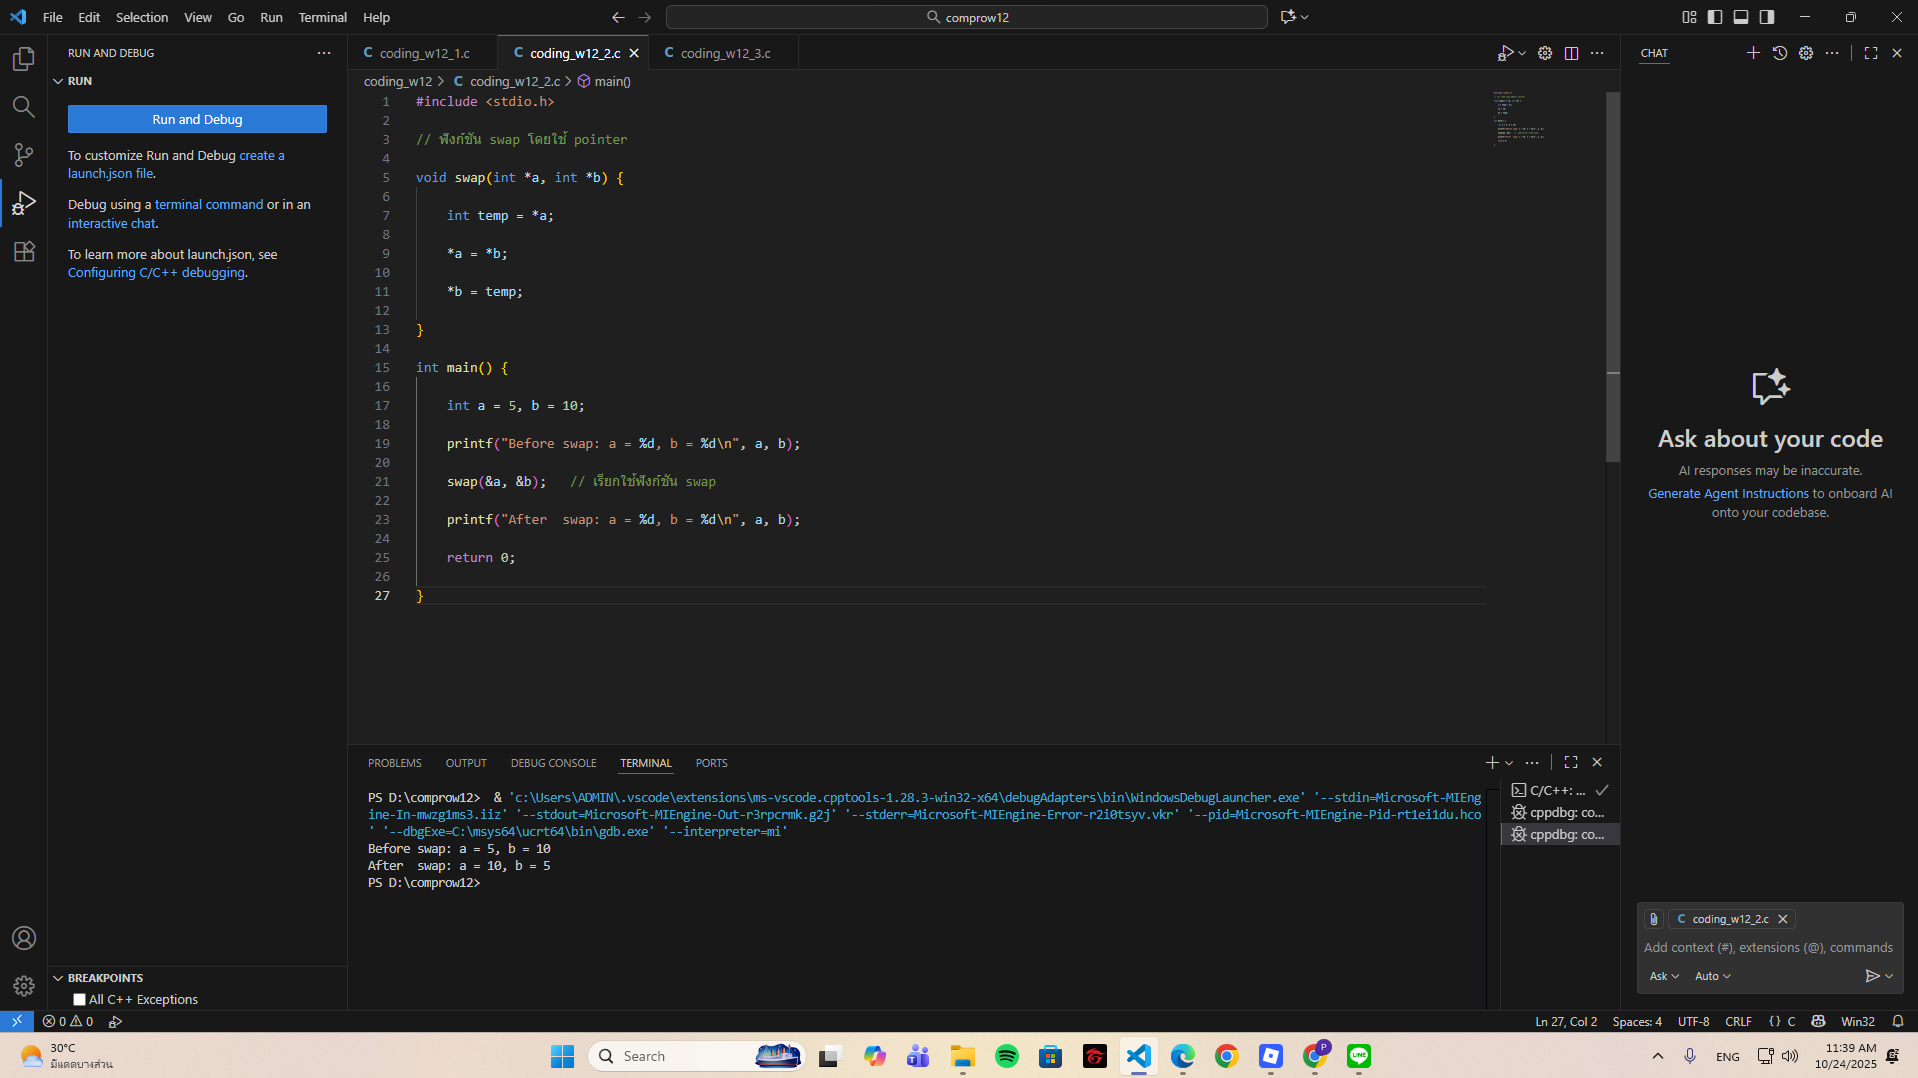 File Edit Selection View Go Run Terminal Help
comprow12
RUN AND DEBUG
RUN
Run and Debug
To customize Run and Debug create a
launch.json file.
Debug using a terminal command or in an
interactive chat.
To learn more about launch.json, see
Configuring C/C++ debugging.
BREAKPOINTS
All C++ Exceptions
C coding_w12_1.c
C coding_w12_2.c
C coding_w12_3.c
coding_w12 > C coding_w12_2.c > main()
1 #include <stdio.h>
2
3 // ฟังก์ชัน swap โดยใช้ pointer
4
5 void swap(int *a, int *b) {
6
7 int temp = *a;
8
9 *a = *b;
10
11 *b = temp;
12
13 }
14
15 int main() {
16
17 int a = 5, b = 10;
18
19 printf("Before swap: a = %d, b = %d\n", a, b);
20
21 swap(&a, &b);   // เรียกใช้ฟังก์ชัน swap
22
23 printf("After  swap: a = %d, b = %d\n", a, b);
24
25 return 0;
26
27 }
PROBLEMS OUTPUT DEBUG CONSOLE TERMINAL PORTS
PS D:\comprow12>  & 'c:\Users\ADMIN\.vscode\extensions\ms-vscode.cpptools-1.28.3-win32-x64\debugAdapters\bin\WindowsDebugLauncher.exe' '--stdin=Microsoft-MIEng
ine-In-mwzg1ms3.iiz' '--stdout=Microsoft-MIEngine-Out-r3rpcrmk.g2j' '--stderr=Microsoft-MIEngine-Error-r2i0tsyv.vkr' '--pid=Microsoft-MIEngine-Pid-rt1ei1du.hco
' '--dbgExe=C:\msys64\ucrt64\bin\gdb.exe' '--interpreter=mi'
Before swap: a = 5, b = 10
After  swap: a = 10, b = 5
PS D:\comprow12>
C/C++: ...
cppdbg: co...
cppdbg: co...
CHAT
Ask about your code
AI responses may be inaccurate.
Generate Agent Instructions to onboard AI
onto your codebase.
C coding_w12_2.c
Add context (#), extensions (@), commands
Ask Auto
0 0
Ln 27, Col 2 Spaces: 4 UTF-8 CRLF {} C Win32
30°C
มีแดดบางส่วน
Search
P
LINE
ENG
11:39 AM
10/24/2025